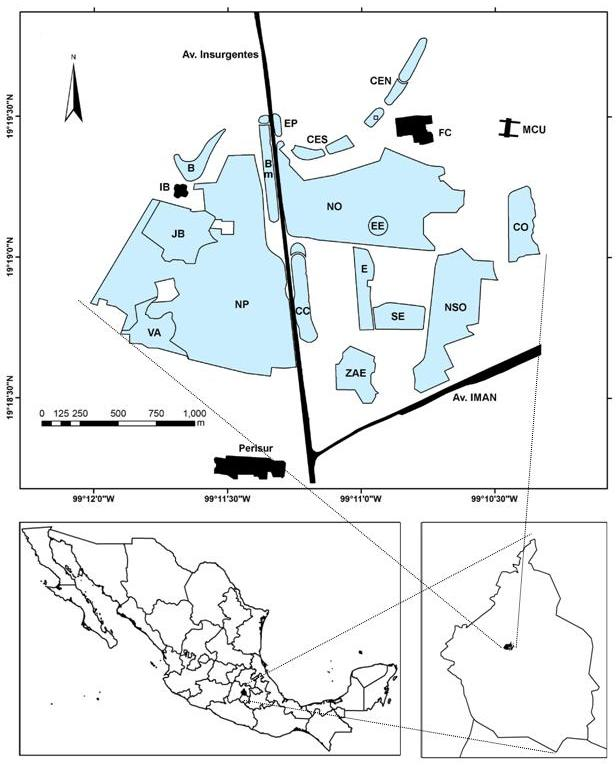 Av. Insurgentes
N
CEN
EP
CES
FC
MCU
B
B
m
IB
NO
EE
CO
JB
E
NP
CC
SE
NSO
VA
ZAE
Av. IMAN
0 125 250 500 750 1,000
m
Perisur
19°19'30"N
19°19'0"N
19°18'30"N
99°12'0"W
99°11'30"W
99°11'0"W
99°10'30"W